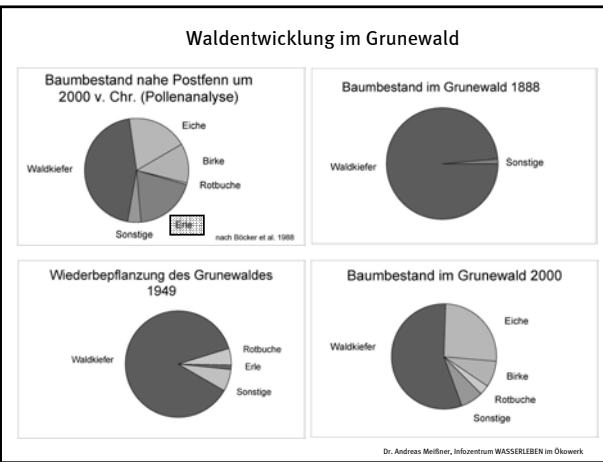 Waldentwicklung im Grunewald
Baumbestand nahe Postfenn um
2000 v. Chr. (Pollenanalyse)
Eiche
Birke
Waldkiefer
Rotbuche
Erle
Sonstige
nach Böcker et al. 1988
Baumbestand im Grunewald 1888
Waldkiefer
Sonstige
Wiederbepflanzung des Grunewaldes
1949
Rotbuche
Waldkiefer
Erle
Sonstige
Baumbestand im Grunewald 2000
Eiche
Waldkiefer
Birke
Rotbuche
Sonstige
Dr. Andreas Meißner, Infozentrum WASSERLEBEN im Ökowerk